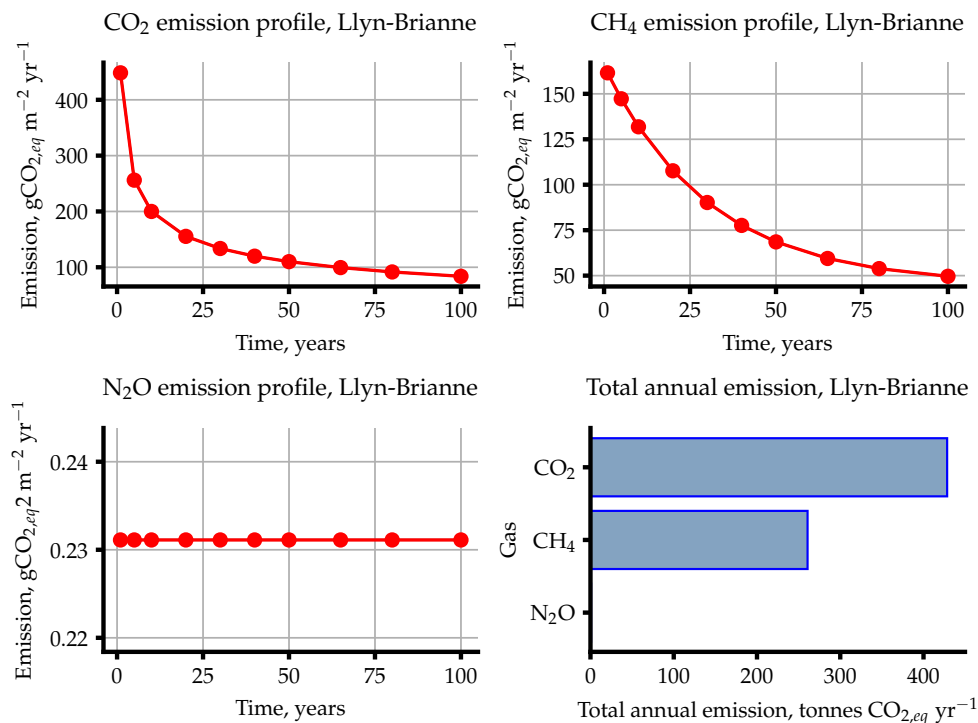 CO₂ emission profile, Llyn-Brianne
Emission, gCO₂,eq m⁻² yr⁻¹
400
300
200
100
0 25 50 75 100
Time, years
CH₄ emission profile, Llyn-Brianne
Emission, gCO₂,eq m⁻² yr⁻¹
150
125
100
75
50
0 25 50 75 100
Time, years
N₂O emission profile, Llyn-Brianne
Emission, gCO₂,eq2 m⁻² yr⁻¹
0.24
0.23
0.22
0 25 50 75 100
Time, years
Total annual emission, Llyn-Brianne
Gas
CO₂
CH₄
N₂O
0 100 200 300 400
Total annual emission, tonnes CO₂,eq yr⁻¹